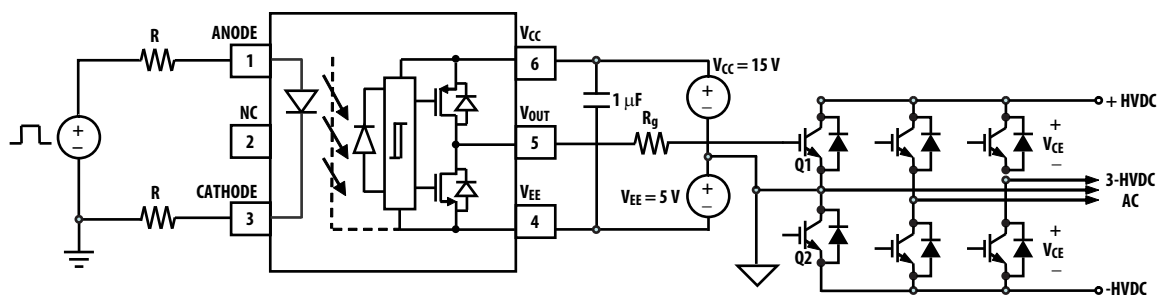 R
ANODE
1
NC
2
R
CATHODE
3
+
−
VCC
6
VOUT
5
VEE
4
1 μF
Rg
VCC = 15 V
+
−
VEE = 5 V
+
−
Q1
Q2
+ HVDC
+
VCE
−
3-HVDC
AC
+
VCE
−
-HVDC